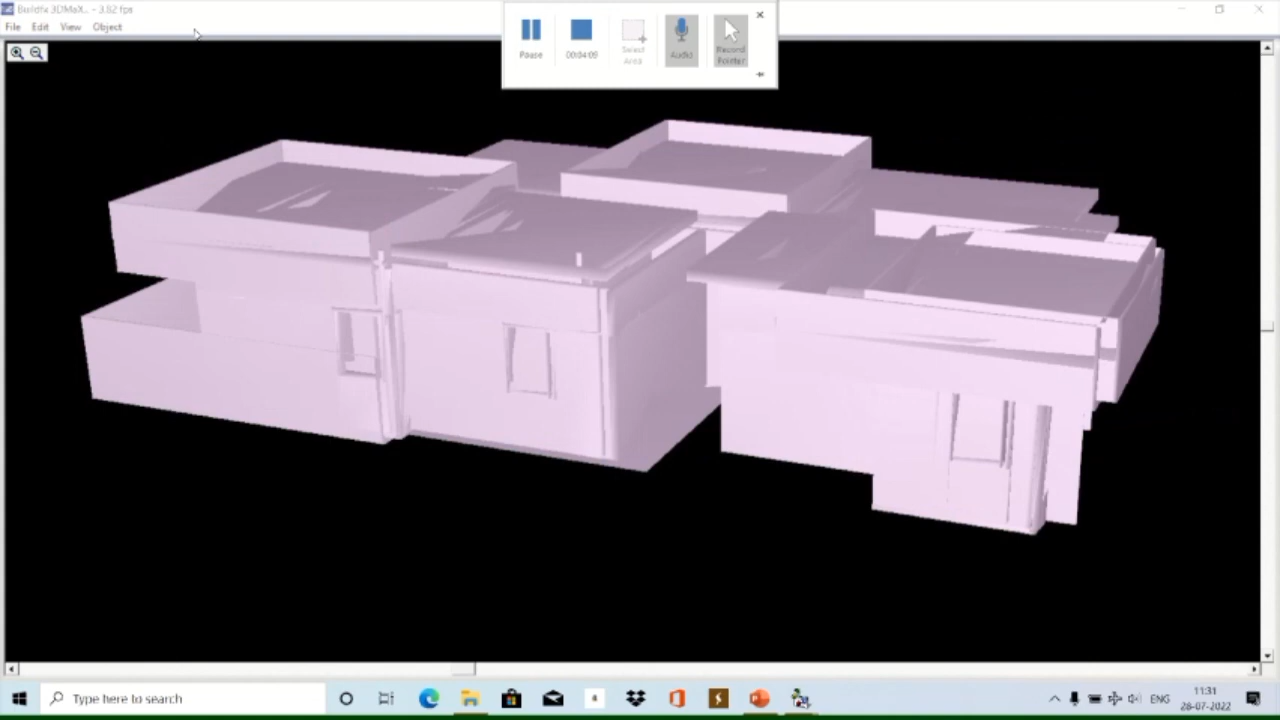 Buildfix 3DMaX.. - 3.82 fps
File Edit View Object
Pause
00:04:09
Select
Area
Audio
Record
Pointer
Type here to search
ENG
11:31
28-07-2022